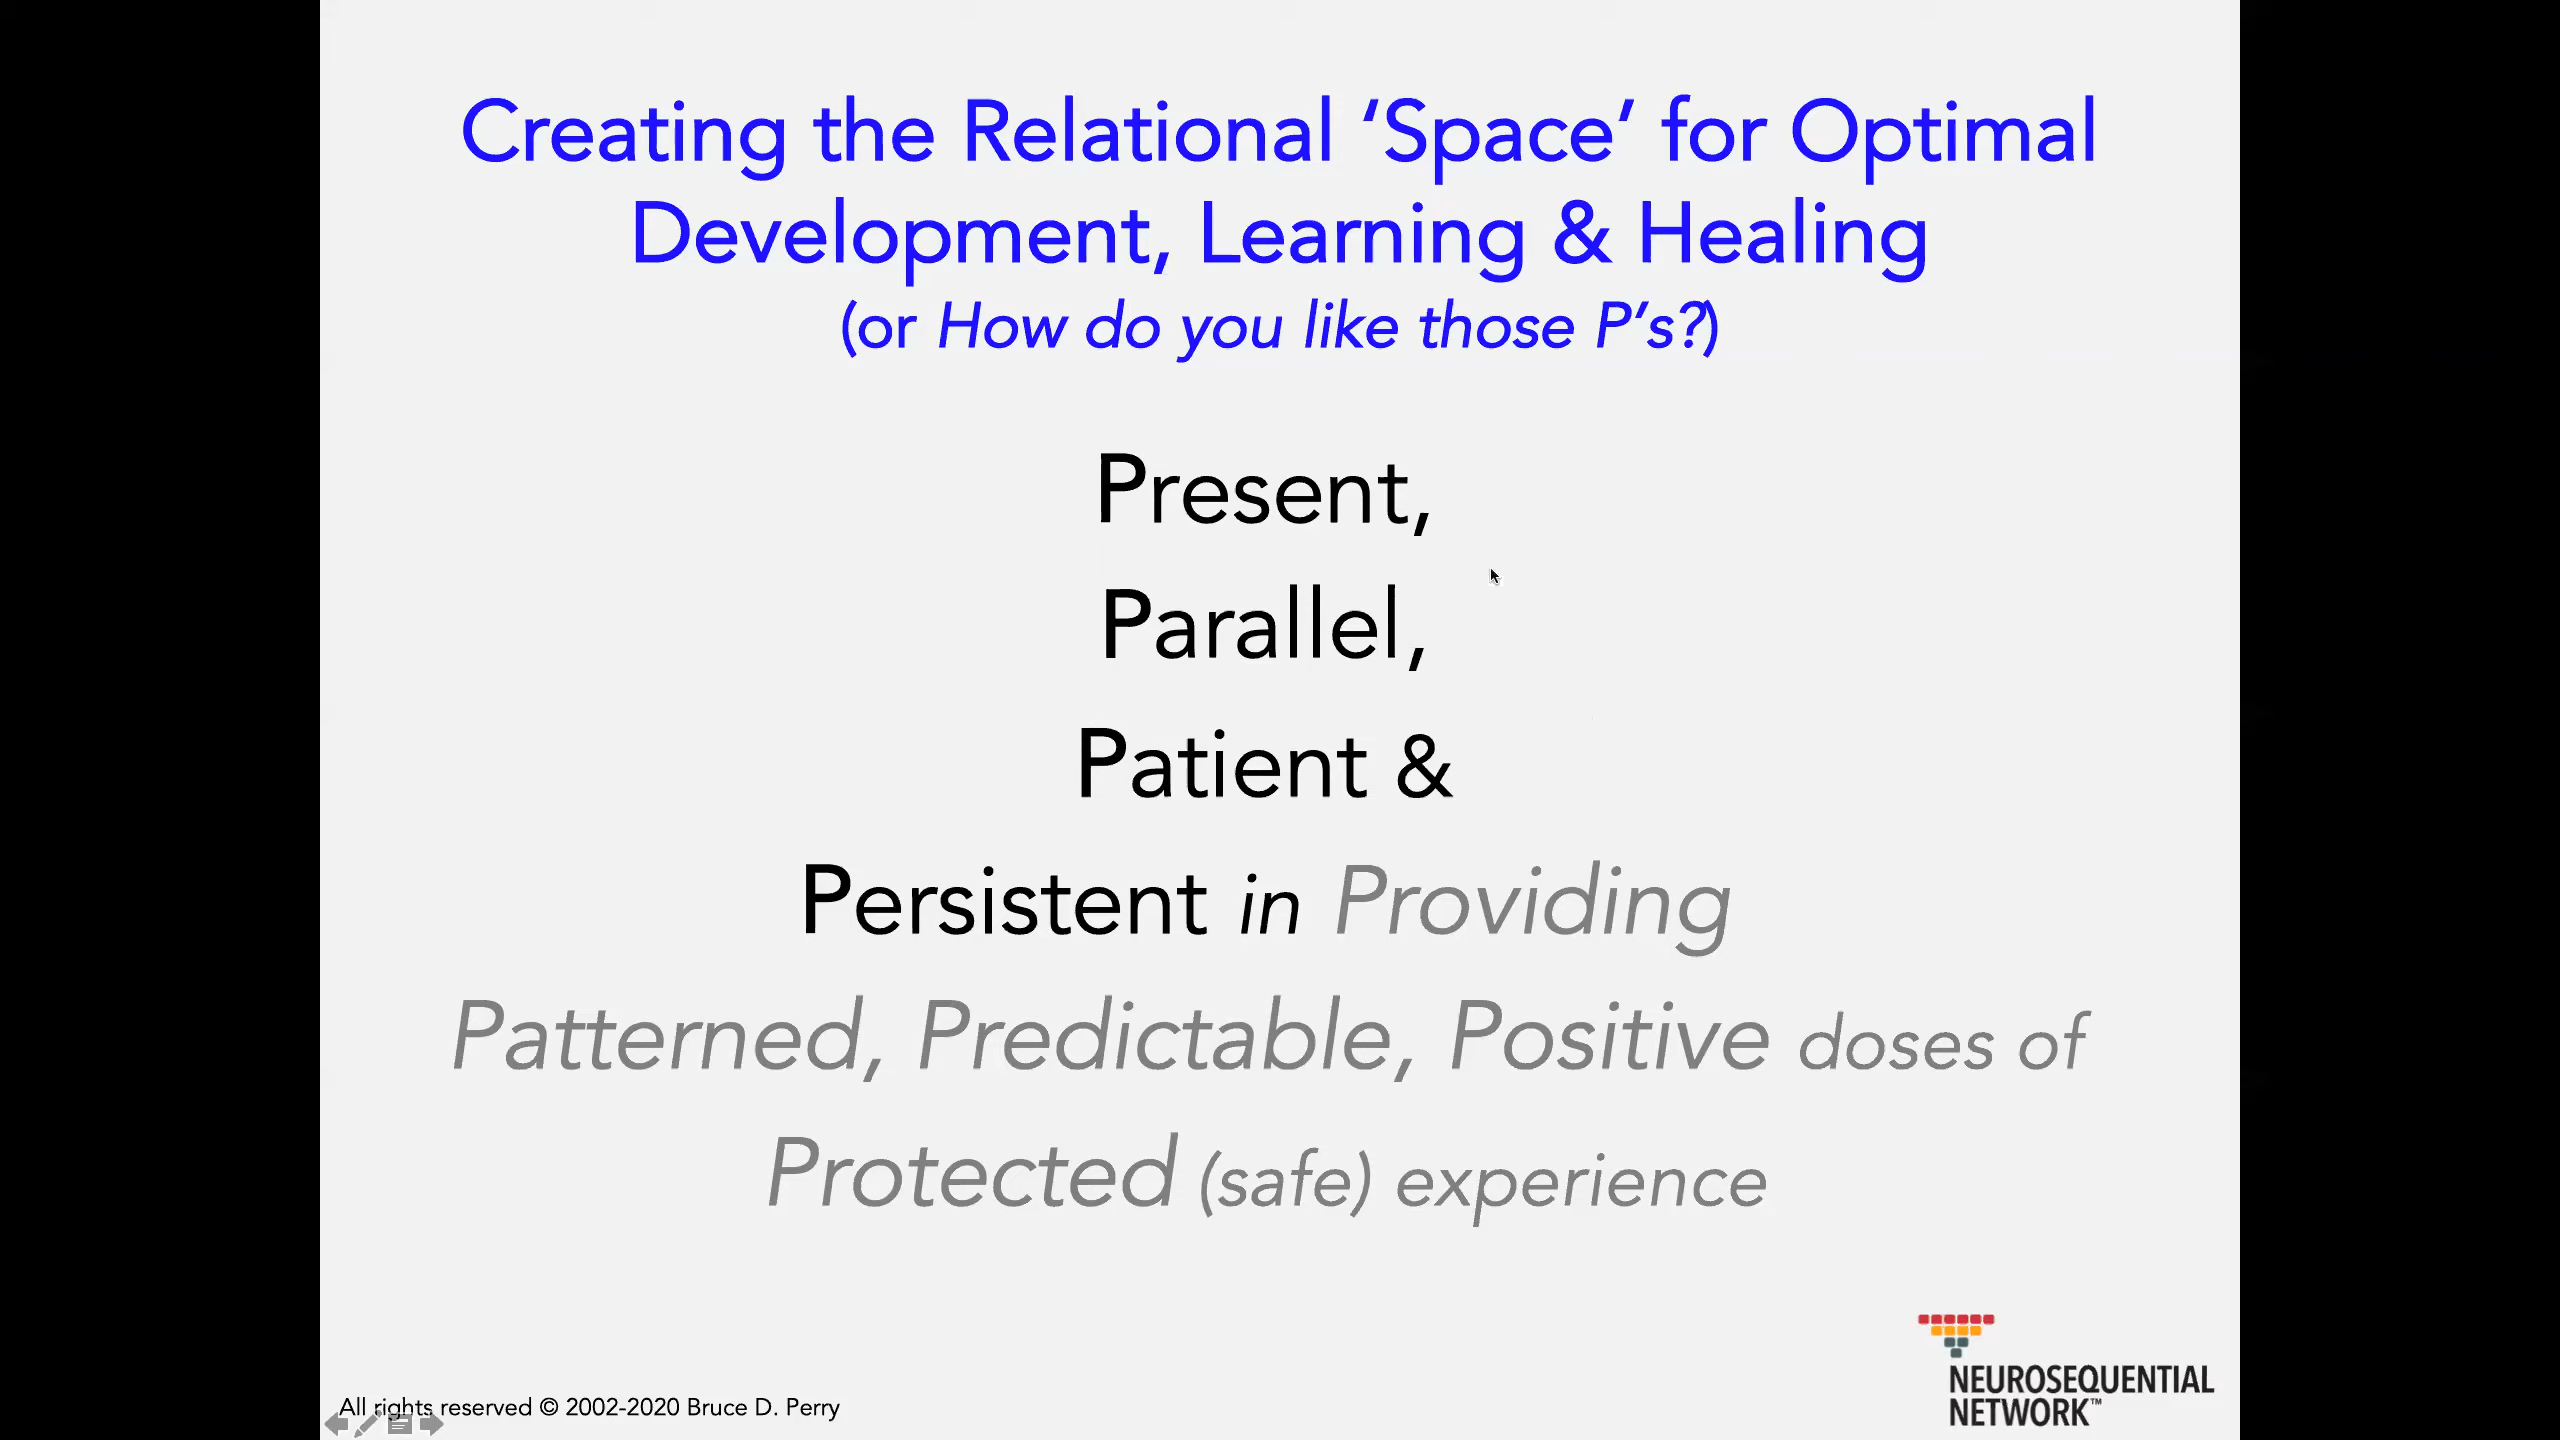 Creating the Relational ‘Space’ for Optimal
Development, Learning & Healing
(or How do you like those P’s?)
Present,
Parallel,
Patient &
Persistent in Providing
Patterned, Predictable, Positive doses of
Protected (safe) experience
All rights reserved © 2002-2020 Bruce D. Perry
NEUROSEQUENTIAL
NETWORK™